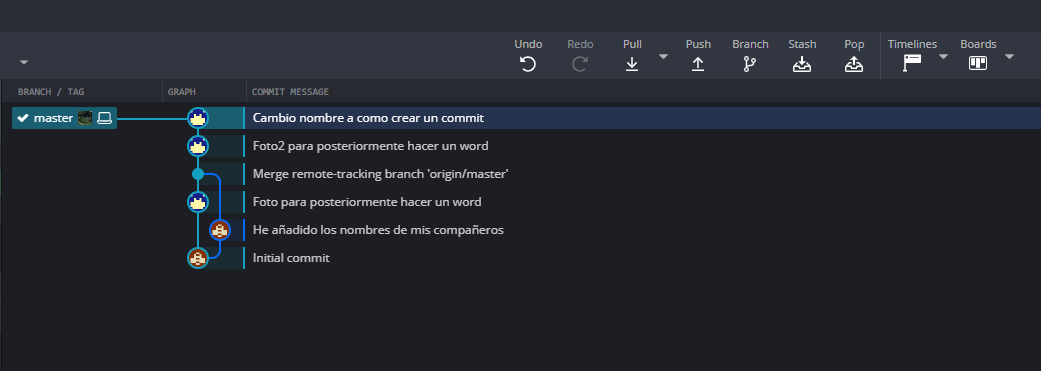 Undo Redo Pull Push Branch Stash Pop Timelines Boards
BRANCH / TAG GRAPH COMMIT MESSAGE
master Cambio nombre a como crear un commit
Foto2 para posteriormente hacer un word
Merge remote-tracking branch 'origin/master'
Foto para posteriormente hacer un word
He añadido los nombres de mis compañeros
Initial commit